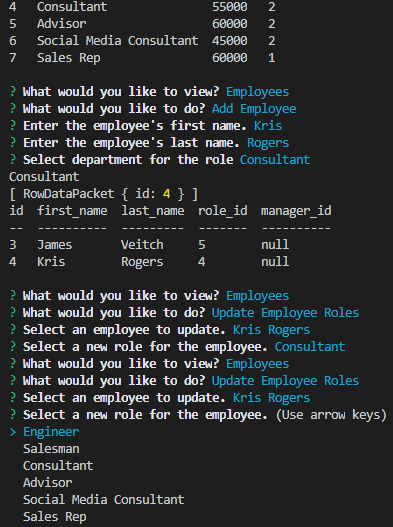 4 Consultant 55000 2
5 Advisor 60000 2
6 Social Media Consultant 45000 2
7 Sales Rep 60000 1
? What would you like to view? Employees
? What would you like to do? Add Employee
? Enter the employee's first name. Kris
? Enter the employee's last name. Rogers
? Select department for the role Consultant
Consultant
[ RowDataPacket { id: 4 } ]
id first_name last_name role_id manager_id
-- ---------- --------- ------- ----------
3 James Veitch 5 null
4 Kris Rogers 4 null
? What would you like to view? Employees
? What would you like to do? Update Employee Roles
? Select an employee to update. Kris Rogers
? Select a new role for the employee. Consultant
? What would you like to view? Employees
? What would you like to do? Update Employee Roles
? Select an employee to update. Kris Rogers
? Select a new role for the employee. (Use arrow keys)
> Engineer
Salesman
Consultant
Advisor
Social Media Consultant
Sales Rep